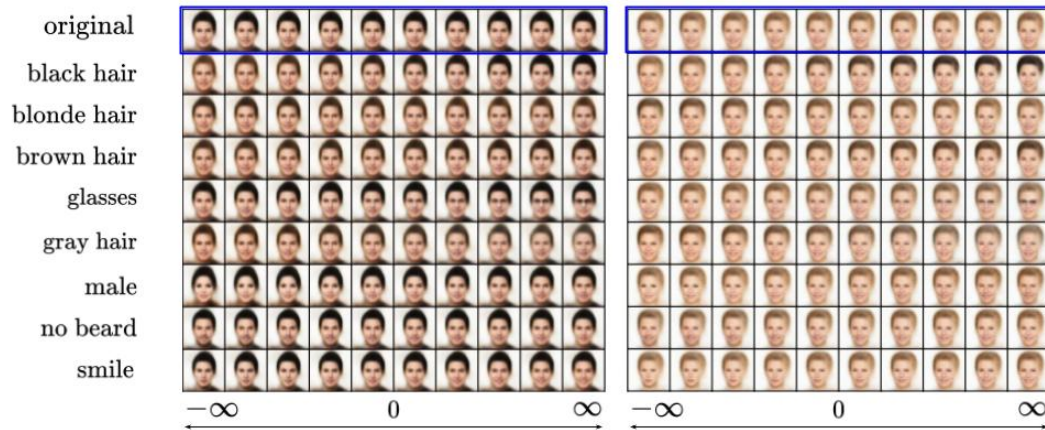 original
black hair
blonde hair
brown hair
glasses
gray hair
male
no beard
smile
−∞ 0 ∞ −∞ 0 ∞